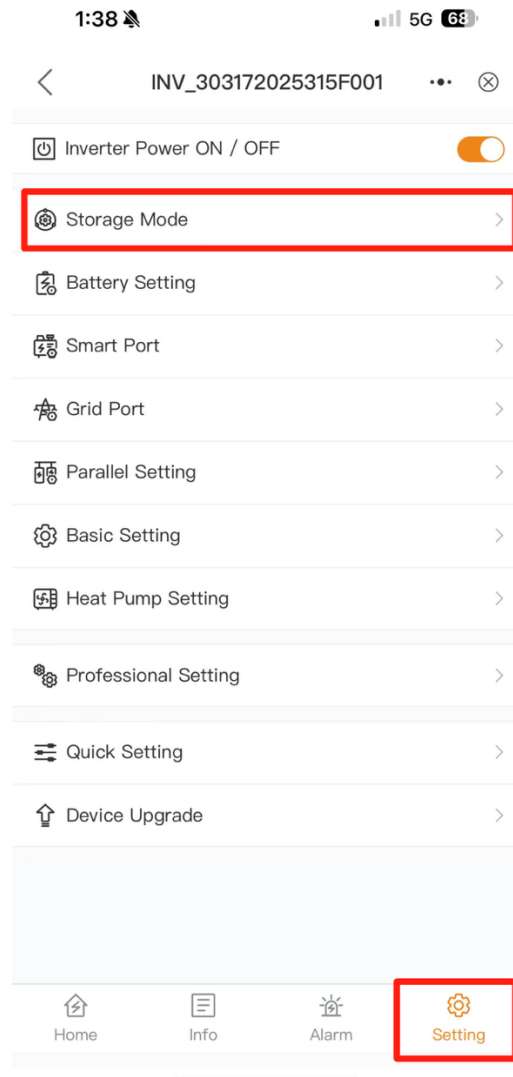 1:38 5G 68
INV_303172025315F001
Inverter Power ON / OFF
Storage Mode
Battery Setting
Smart Port
Grid Port
Parallel Setting
Basic Setting
Heat Pump Setting
Professional Setting
Quick Setting
Device Upgrade
Home Info Alarm Setting